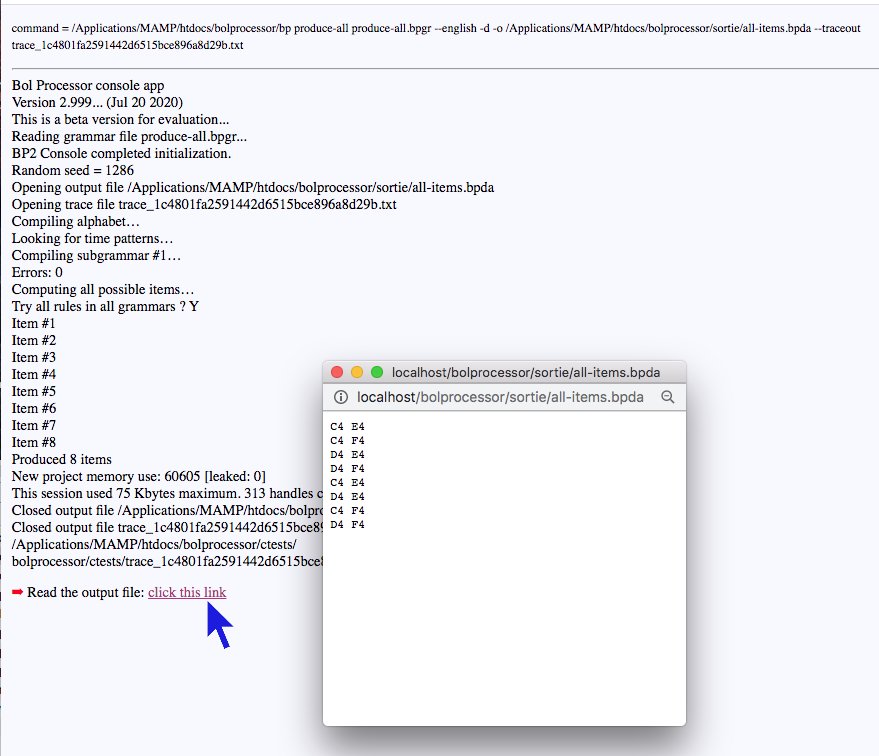 command = /Applications/MAMP/htdocs/bolprocessor/bp produce-all produce-all.bpgr --english -d -o /Applications/MAMP/htdocs/bolprocessor/sortie/all-items.bpda --traceout
trace_1c4801fa2591442d6515bce896a8d29b.txt
Bol Processor console app
Version 2.999... (Jul 20 2020)
This is a beta version for evaluation...
Reading grammar file produce-all.bpgr...
BP2 Console completed initialization.
Random seed = 1286
Opening output file /Applications/MAMP/htdocs/bolprocessor/sortie/all-items.bpda
Opening trace file trace_1c4801fa2591442d6515bce896a8d29b.txt
Compiling alphabet…
Looking for time patterns…
Compiling subgrammar #1…
Errors: 0
Computing all possible items…
Try all rules in all grammars ? Y
Item #1
Item #2
Item #3
Item #4
Item #5
Item #6
Item #7
Item #8
Produced 8 items
New project memory use: 60605 [leaked: 0]
This session used 75 Kbytes maximum. 313 handles c
Closed output file /Applications/MAMP/htdocs/bolpro
Closed output file trace_1c4801fa2591442d6515bce89
/Applications/MAMP/htdocs/bolprocessor/ctests/
bolprocessor/ctests/trace_1c4801fa2591442d6515bce8
➡ Read the output file: click this link
localhost/bolprocessor/sortie/all-items.bpda
localhost/bolprocessor/sortie/all-items.bpda
C4 E4
C4 F4
D4 E4
D4 F4
C4 E4
D4 E4
C4 F4
D4 F4